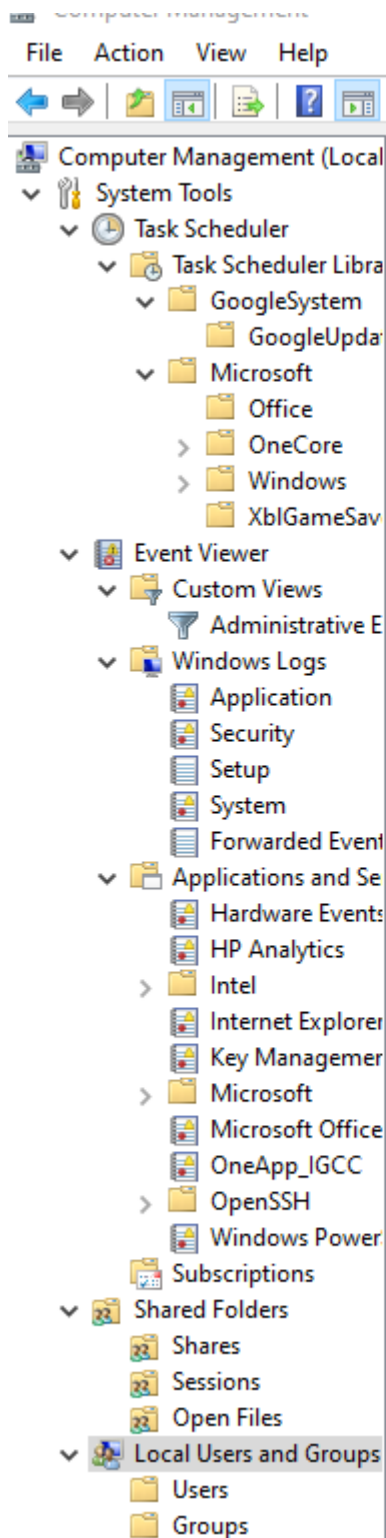 Computer Management
File Action View Help
Computer Management (Local
System Tools
Task Scheduler
Task Scheduler Libra
GoogleSystem
GoogleUpda
Microsoft
Office
OneCore
Windows
XblGameSav
Event Viewer
Custom Views
Administrative E
Windows Logs
Application
Security
Setup
System
Forwarded Event
Applications and Se
Hardware Events
HP Analytics
Intel
Internet Explorer
Key Managemer
Microsoft
Microsoft Office
OneApp_IGCC
OpenSSH
Windows Power
Subscriptions
Shared Folders
Shares
Sessions
Open Files
Local Users and Groups
Users
Groups